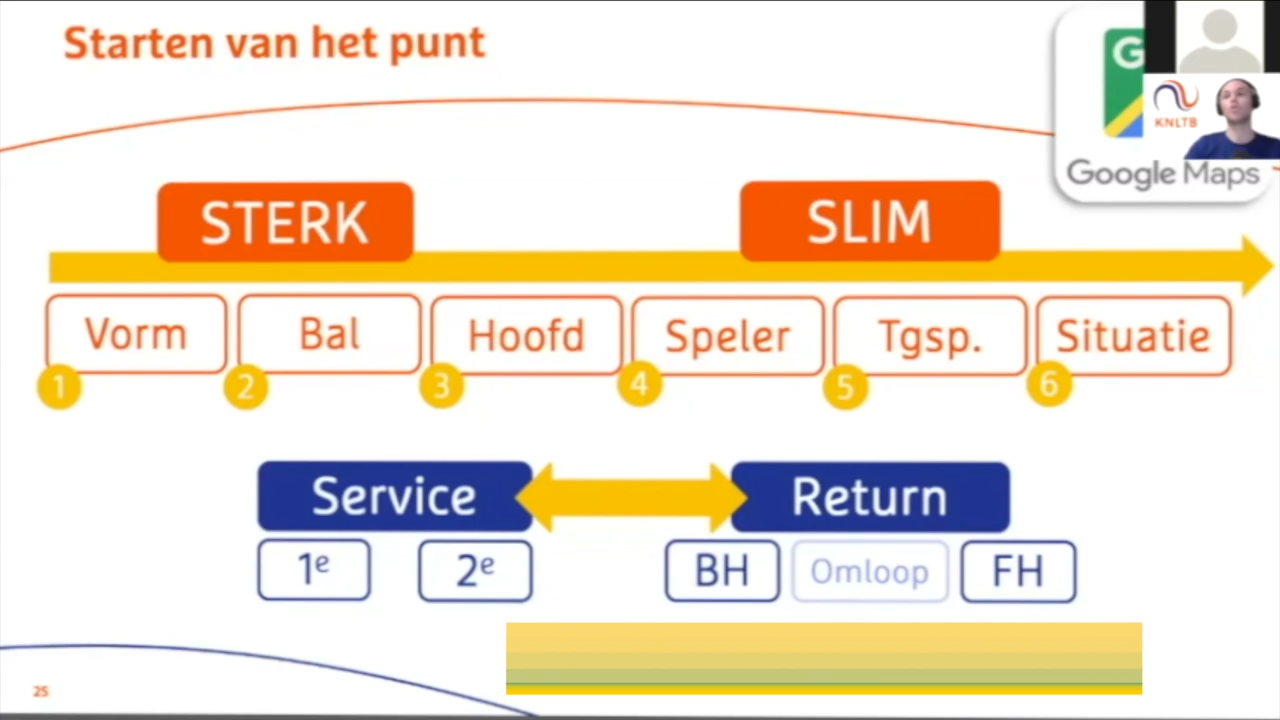 Starten van het punt
G
KNLTB
Google Maps
STERK
SLIM
Vorm
Bal
Hoofd
Speler
Tgsp.
Situatie
1
2
3
4
5
6
Service
Return
1e
2e
BH
Omloop
FH
25